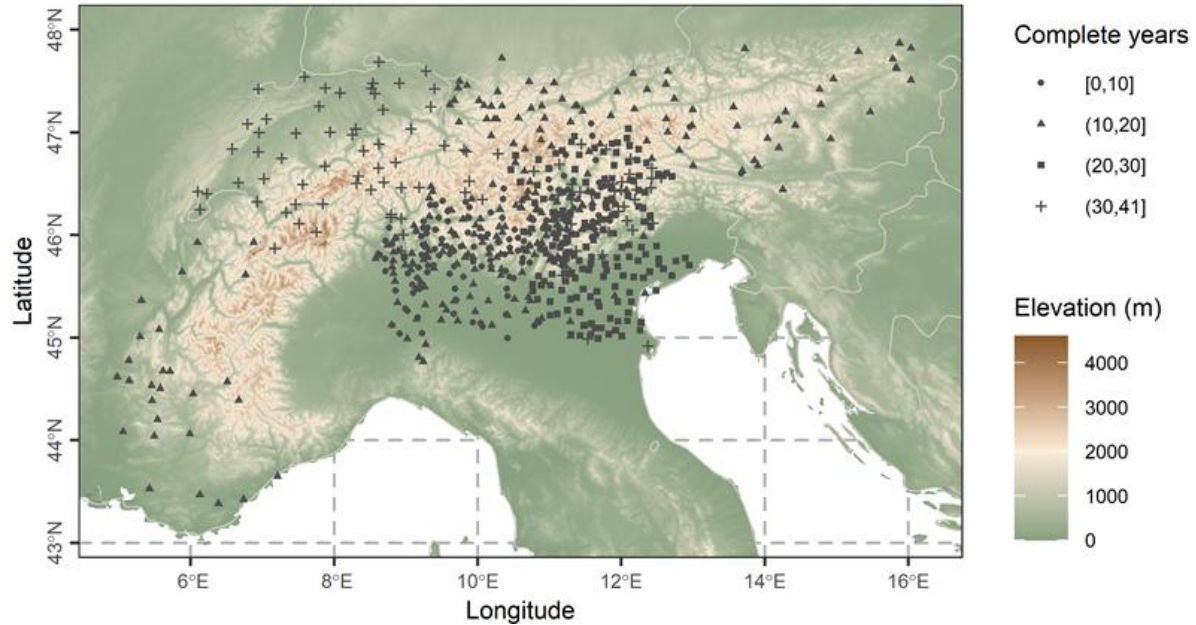 48°N
47°N
46°N
45°N
44°N
43°N
Latitude
6°E 8°E 10°E 12°E 14°E 16°E
Longitude
Complete years
[0,10]
(10,20]
(20,30]
(30,41]
Elevation (m)
4000
3000
2000
1000
0